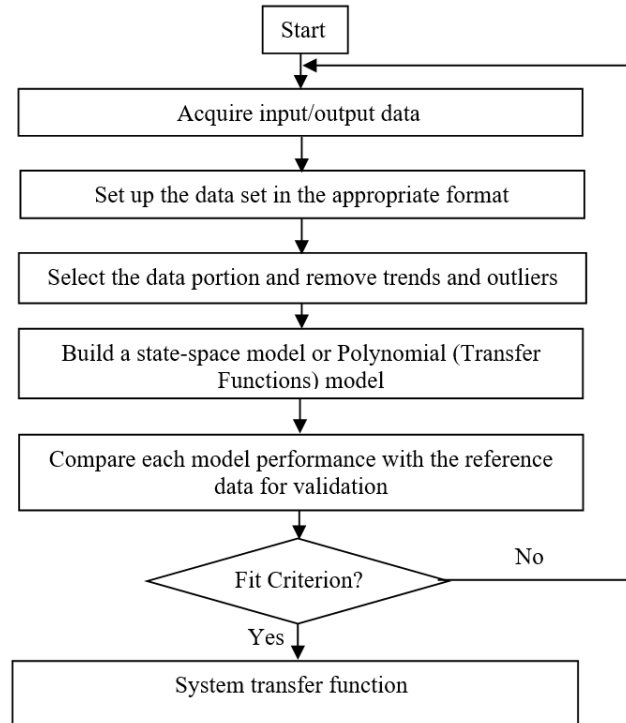 Start
Acquire input/output data
Set up the data set in the appropriate format
Select the data portion and remove trends and outliers
Build a state-space model or Polynomial (Transfer
Functions) model
Compare each model performance with the reference
data for validation
Fit Criterion?
No
Yes
System transfer function